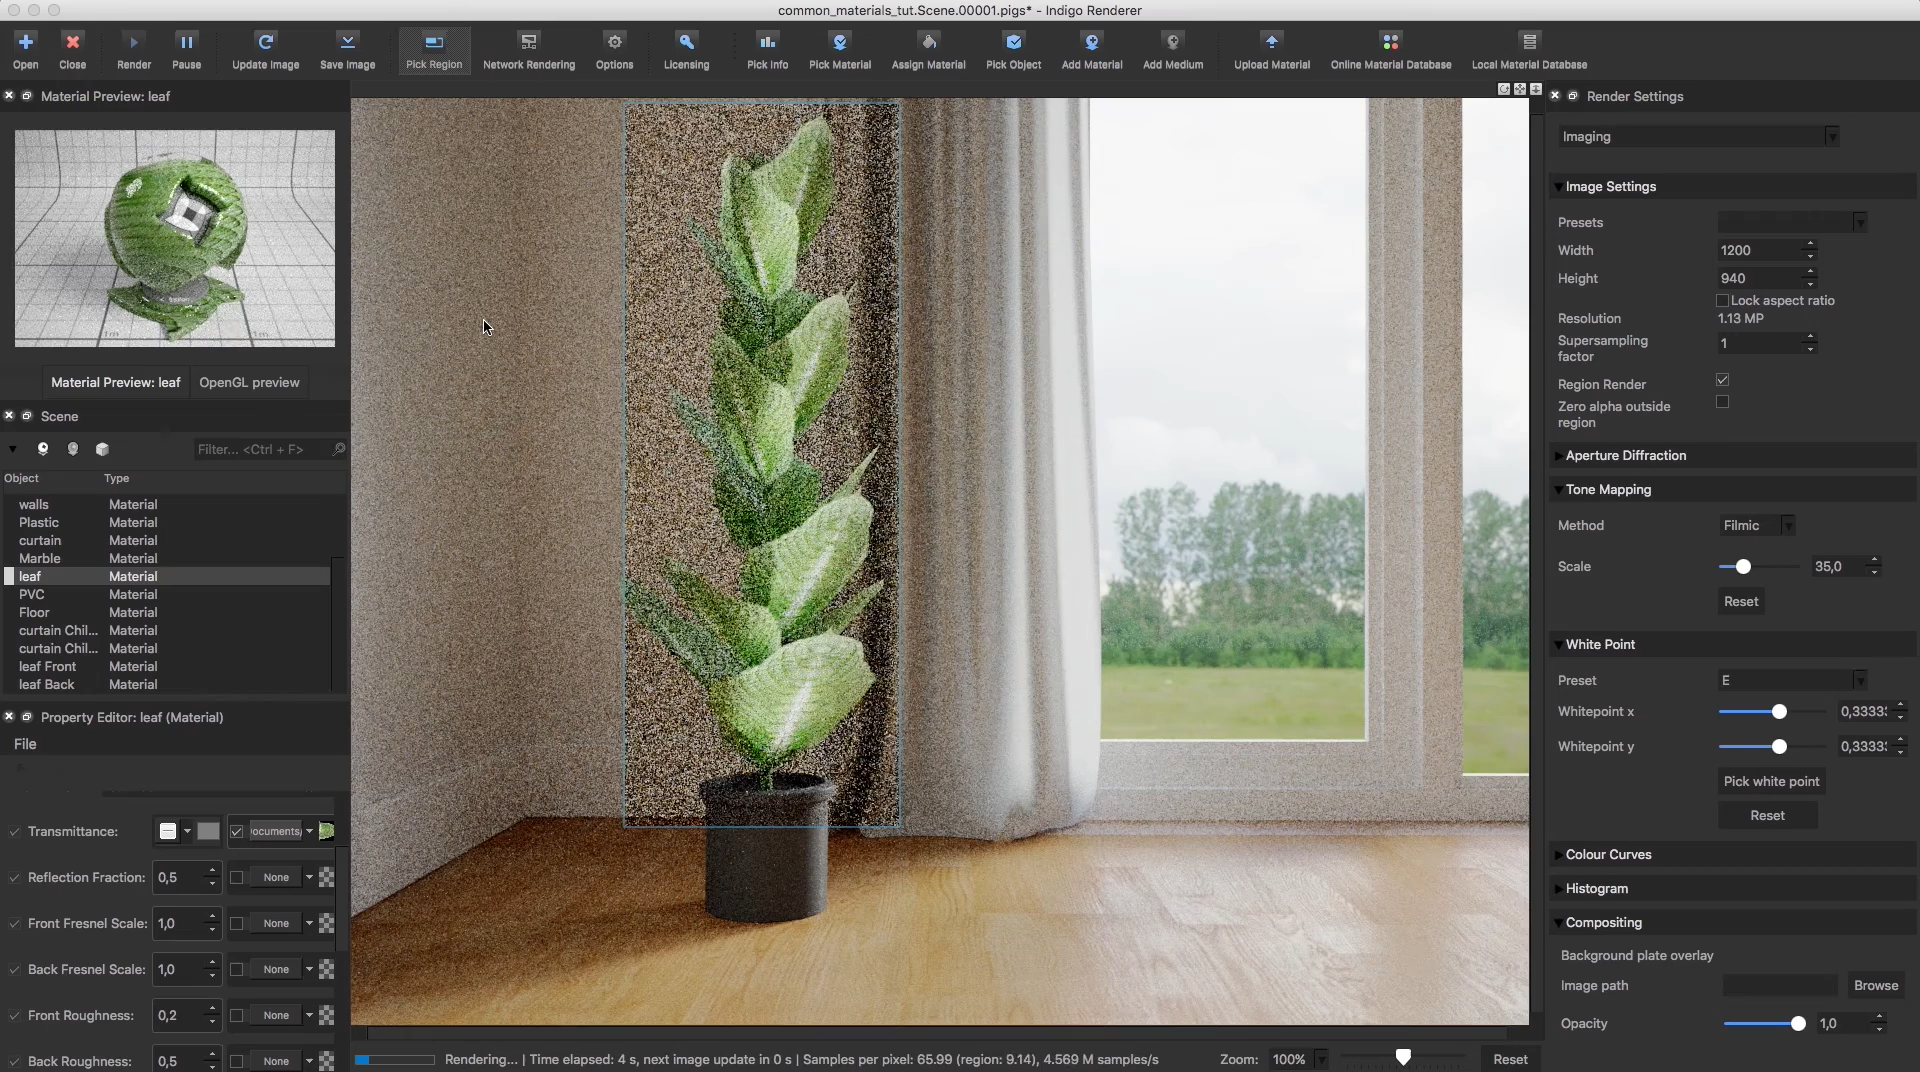 common_materials_tut.Scene.00001.pigs* - Indigo Renderer
Open Close Render Pause Update Image Save Image Pick Region Network Rendering Options Licensing Pick Info Pick Material Assign Material Pick Object Add Material Add Medium Upload Material Online Material Database Local Material Database
Material Preview: leaf
Material Preview: leaf OpenGL preview
Scene
Filter... <Ctrl + F>
Object Type
walls Material
Plastic Material
curtain Material
Marble Material
leaf Material
PVC Material
Floor Material
curtain Chil... Material
curtain Chil... Material
leaf Front Material
leaf Back Material
Property Editor: leaf (Material)
File
Transmittance: ocuments/
Reflection Fraction: 0,5 None
Front Fresnel Scale: 1,0 None
Back Fresnel Scale: 1,0 None
Front Roughness: 0,2 None
Back Roughness: 0,5 None
Rendering... | Time elapsed: 4 s, next image update in 0 s | Samples per pixel: 65.99 (region: 9.14), 4.569 M samples/s
Zoom: 100% Reset
Render Settings
Imaging
Image Settings
Presets
Width 1200
Height 940
Lock aspect ratio
Resolution 1.13 MP
Supersampling factor 1
Region Render
Zero alpha outside region
Aperture Diffraction
Tone Mapping
Method Filmic
Scale 35,0
Reset
White Point
Preset E
Whitepoint x 0,3333
Whitepoint y 0,3333
Pick white point
Reset
Colour Curves
Histogram
Compositing
Background plate overlay
Image path Browse
Opacity 1,0